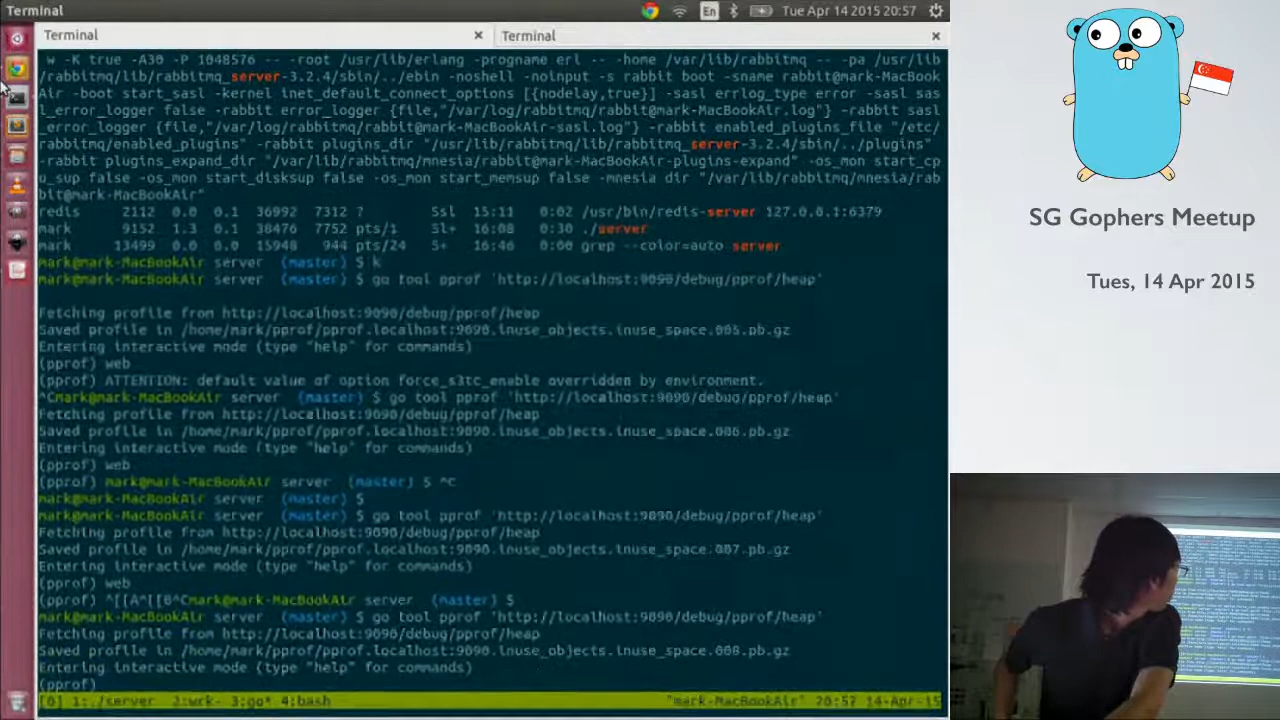 Terminal
En
Tue Apr 14 2015 20:57
Terminal
Terminal
w -K true -A30 -P 1048576 -- -root /usr/lib/erlang -progname erl -- -home /var/lib/rabbitmq -- -pa /usr/lib
/rabbitmq/lib/rabbitmq_server-3.2.4/sbin/../ebin -noshell -noinput -s rabbit boot -sname rabbit@mark-MacBook
Air -boot start_sasl -kernel inet_default_connect_options [{nodelay,true}] -sasl errlog_type error -sasl sas
l_error_logger false -rabbit error_logger {file,"/var/log/rabbitmq/rabbit@mark-MacBookAir.log"} -rabbit sasl
_error_logger {file,"/var/log/rabbitmq/rabbit@mark-MacBookAir-sasl.log"} -rabbit enabled_plugins_file "/etc/
rabbitmq/enabled_plugins" -rabbit plugins_dir "/usr/lib/rabbitmq/lib/rabbitmq_server-3.2.4/sbin/../plugins"
-rabbit plugins_expand_dir "/var/lib/rabbitmq/mnesia/rabbit@mark-MacBookAir-plugins-expand" -os_mon start_cp
u_sup false -os_mon start_disksup false -os_mon start_memsup false -mnesia dir "/var/lib/rabbitmq/mnesia/rab
bit@mark-MacBookAir"
redis 2112 0.0 0.1 36992 7312 ? Ssl 15:11 0:02 /usr/bin/redis-server 127.0.0.1:6379
mark 9152 1.3 0.1 38476 7752 pts/1 Sl+ 16:08 0:30 ./server
mark 13499 0.0 0.0 15948 944 pts/24 S+ 16:46 0:00 grep --color=auto server
mark@mark-MacBookAir server (master) $ k
mark@mark-MacBookAir server (master) $ go tool pprof 'http://localhost:9090/debug/pprof/heap'
Fetching profile from http://localhost:9090/debug/pprof/heap
Saved profile in /home/mark/pprof/pprof.localhost:9090.inuse_objects.inuse_space.005.pb.gz
Entering interactive mode (type "help" for commands)
(pprof) web
(pprof) ATTENTION: default value of option force_s3tc_enable overridden by environment.
^Cmark@mark-MacBookAir server (master) $ go tool pprof 'http://localhost:9090/debug/pprof/heap'
Fetching profile from http://localhost:9090/debug/pprof/heap
Saved profile in /home/mark/pprof/pprof.localhost:9090.inuse_objects.inuse_space.006.pb.gz
Entering interactive mode (type "help" for commands)
(pprof) web
(pprof) mark@mark-MacBookAir server (master) $ ^C
mark@mark-MacBookAir server (master) $
mark@mark-MacBookAir server (master) $ go tool pprof 'http://localhost:9090/debug/pprof/heap'
Fetching profile from http://localhost:9090/debug/pprof/heap
Saved profile in /home/mark/pprof/pprof.localhost:9090.inuse_objects.inuse_space.007.pb.gz
Entering interactive mode (type "help" for commands)
(pprof) web
(pprof) ^[[A^[[B^Cmark@mark-MacBookAir server (master)
mark@mark-MacBookAir server (master) $ go tool pprof 'http://localhost:9090/debug/pprof/heap'
Fetching profile from http://localhost:9090/debug/pprof/heap
Saved profile in /home/mark/pprof/pprof.localhost:9090.inuse_objects.inuse_space.008.pb.gz
Entering interactive mode (type "help" for commands)
(pprof)
[0] 1:./server 2:wrk- 3:go* 4:bash "mark-MacBookAir" 20:57 14-Apr-15
SG Gophers Meetup
Tues, 14 Apr 2015